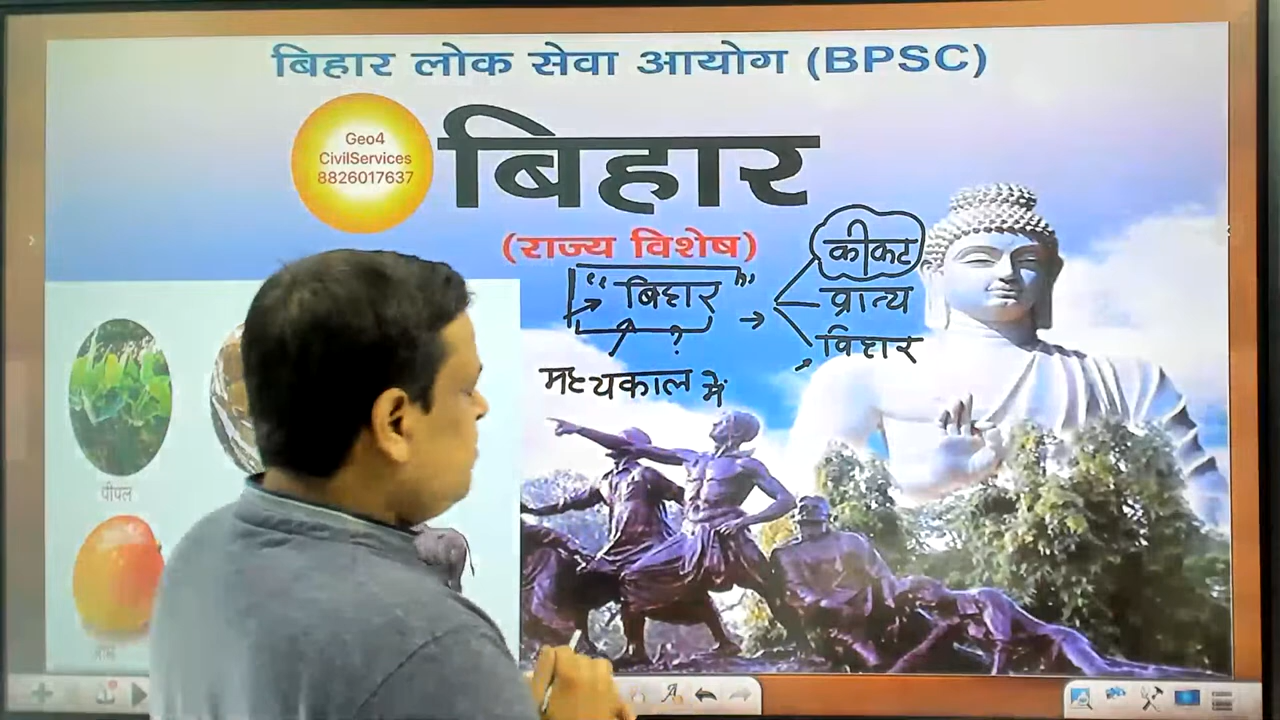 बिहार लोक सेवा आयोग (BPSC)
Geo4
CivilServices
8826017637
बिहार
(राज्य विशेष)
"बिहार"
?
मध्यकाल में
कीकट
व्रात्य
विहार
पीपल